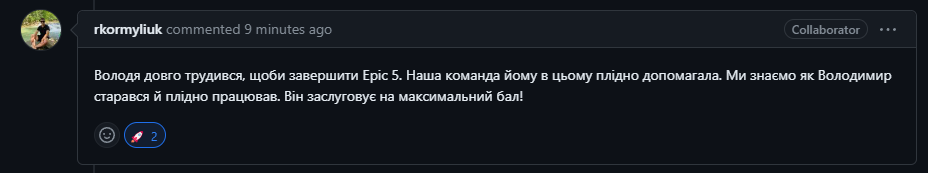 rkormyliuk commented 9 minutes ago
Collaborator
Володя довго трудився, щоби завершити Epic 5. Наша команда йому в цьому плідно допомагала. Ми знаємо як Володимир
старався й плідно працював. Він заслуговує на максимальний бал!
2